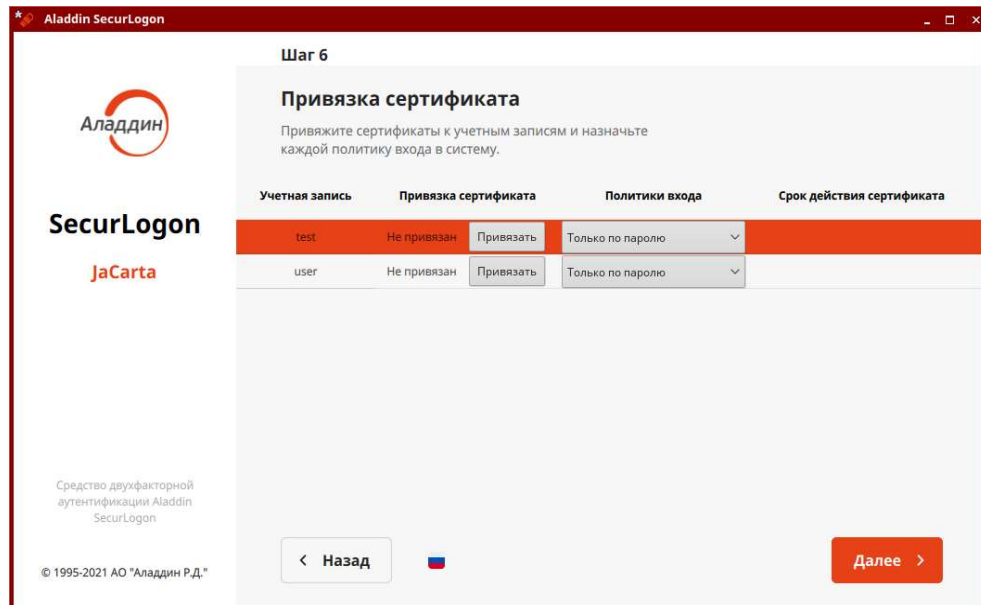 Aladdin SecurLogon
Шаг 6
Аладдин
Привязка сертификата
Привяжите сертификаты к учетным записям и назначьте
каждой политику входа в систему.
Учетная запись Привязка сертификата Политики входа Срок действия сертификата
SecurLogon
JaCarta
test Не привязан Привязать Только по паролю
user Не привязан Привязать Только по паролю
Средство двухфакторной
аутентификации Aladdin
SecurLogon
© 1995-2021 АО "Аладдин Р.Д."
Назад
Далее